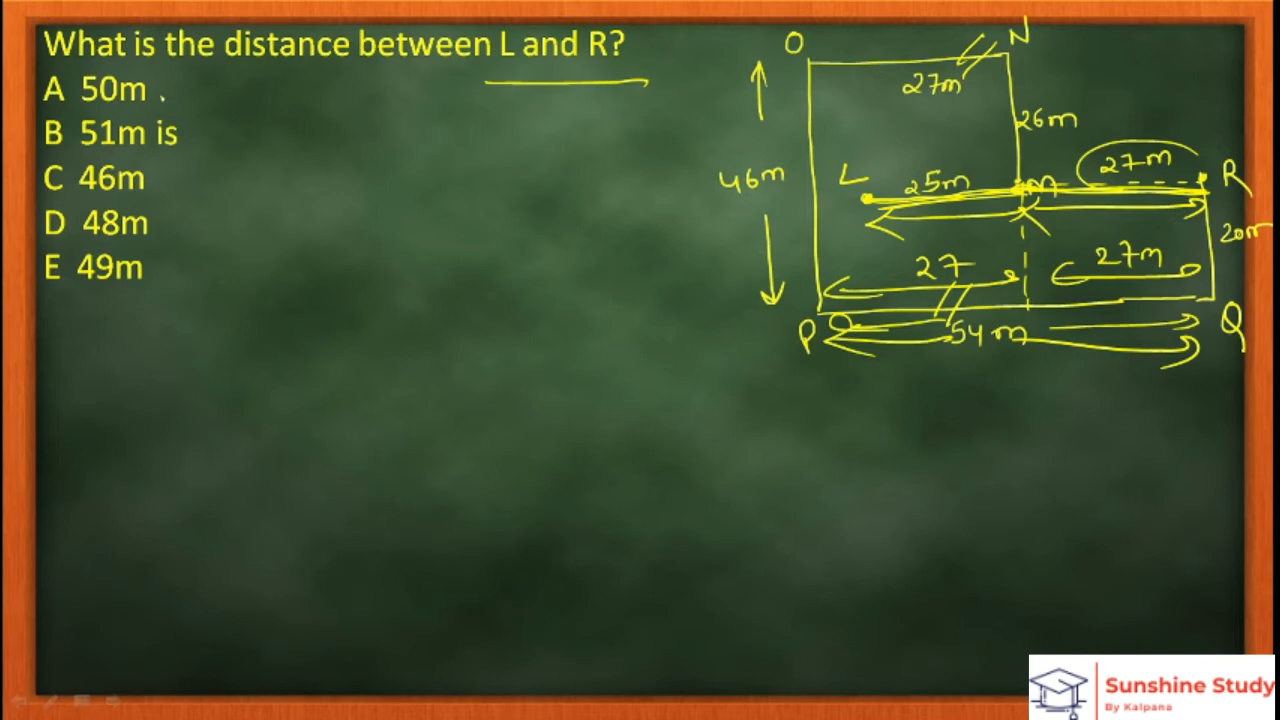 What is the distance between L and R?
A 50m .
B 51m is
C 46m
D 48m
E 49m
O
N
27m
26m
46m
L
25m
m
27m
R
20m
27
27m
P
54m
Q
Sunshine Study
By Kalpana